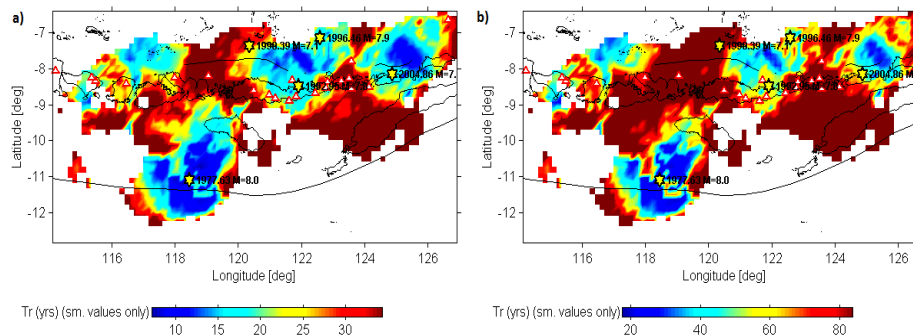 a)
b)
-7
-8
-9
-10
-11
-12
Latitude [deg]
1996.46 M=7.9
1998.39 M=7.1
2004.86 M=7.
1977.63 M=8.0
116 118 120 122 124 126
Longitude [deg]
Tr (yrs) (sm. values only)
10 15 20 25 30
-7
-8
-9
-10
-11
-12
Latitude [deg]
1996.46 M=7.9
1998.39 M=7.1
2004.86 M=7.
1977.63 M=8.0
116 118 120 122 124 126
Longitude [deg]
Tr (yrs) (sm. values only)
20 40 60 80